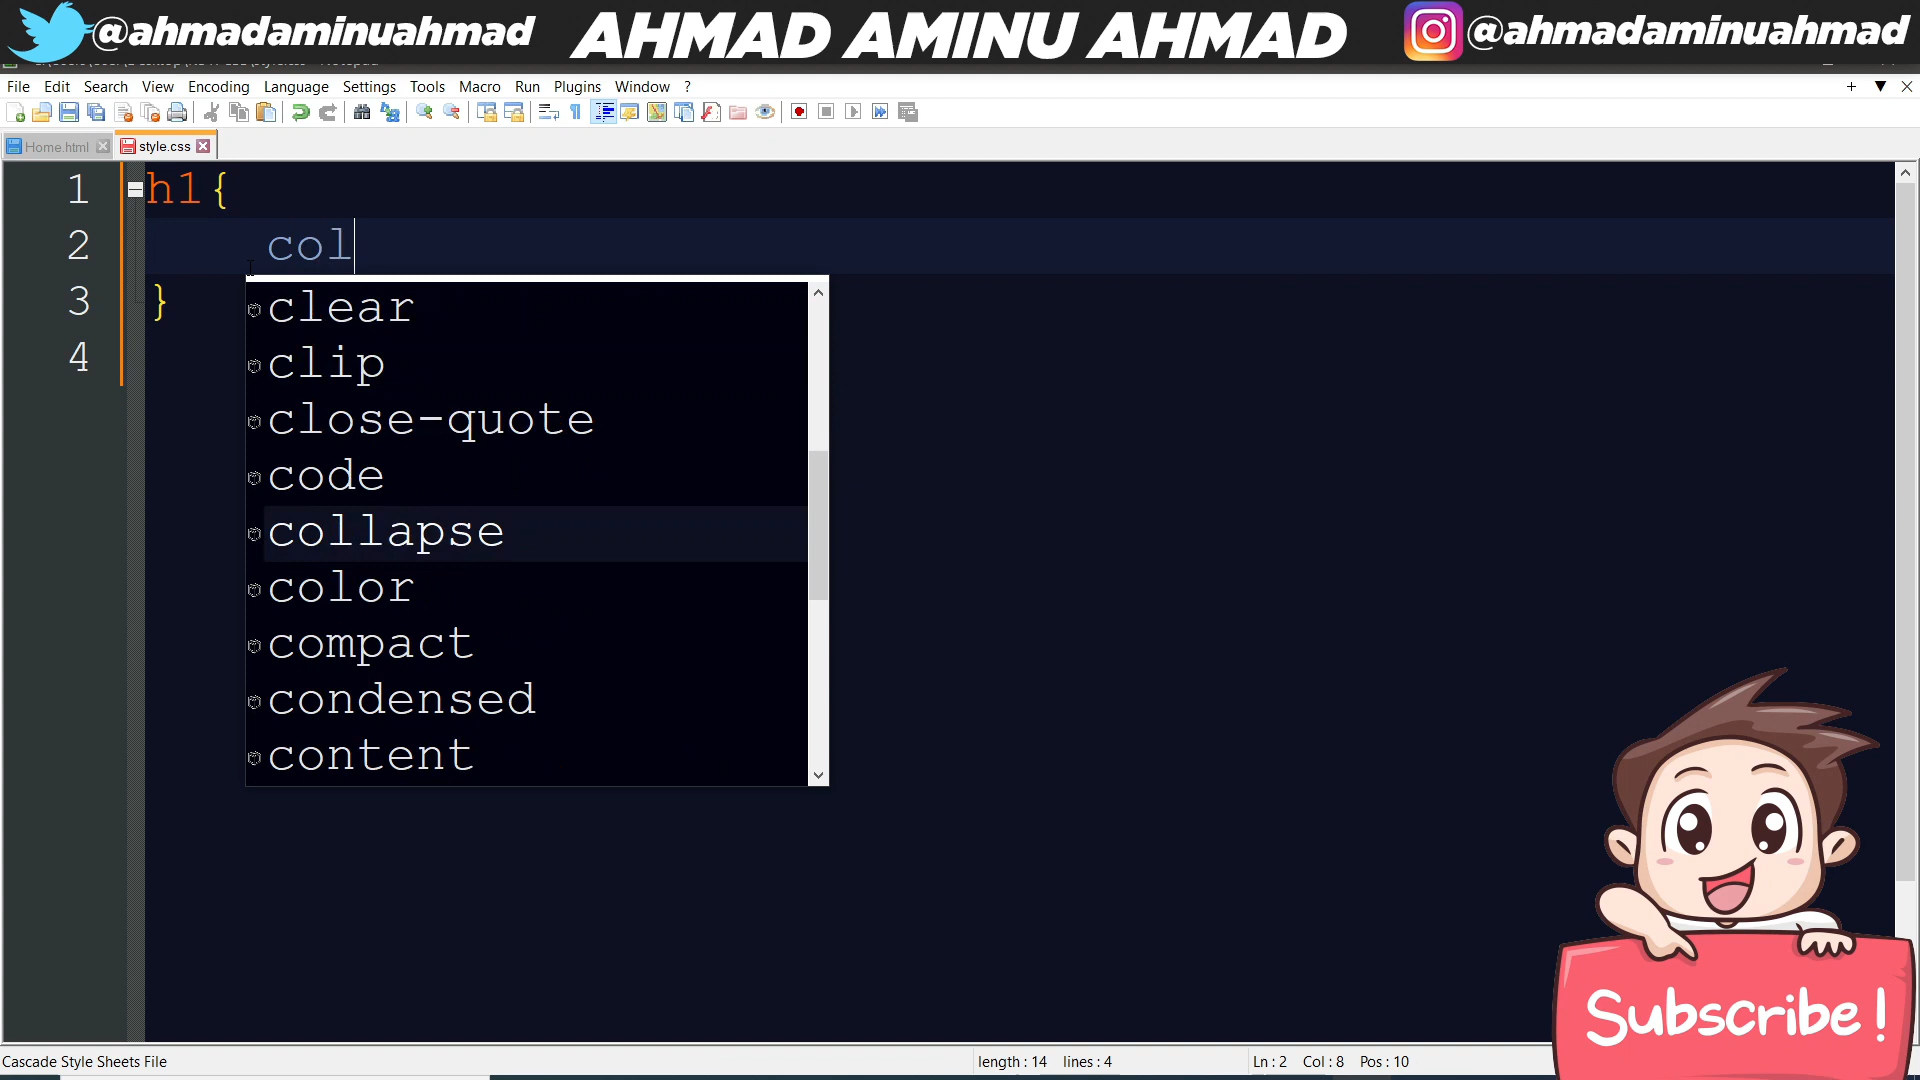 @ahmadaminuahmad AHMAD AMINU AHMAD @ahmadaminuahmad
File Edit Search View Encoding Language Settings Tools Macro Run Plugins Window ?
Home.html style.css
1 h1 {
2 col
3 }
4
clear
clip
close-quote
code
collapse
color
compact
condensed
content
Subscribe !
Cascade Style Sheets File length : 14 lines : 4 Ln : 2 Col : 8 Pos : 10